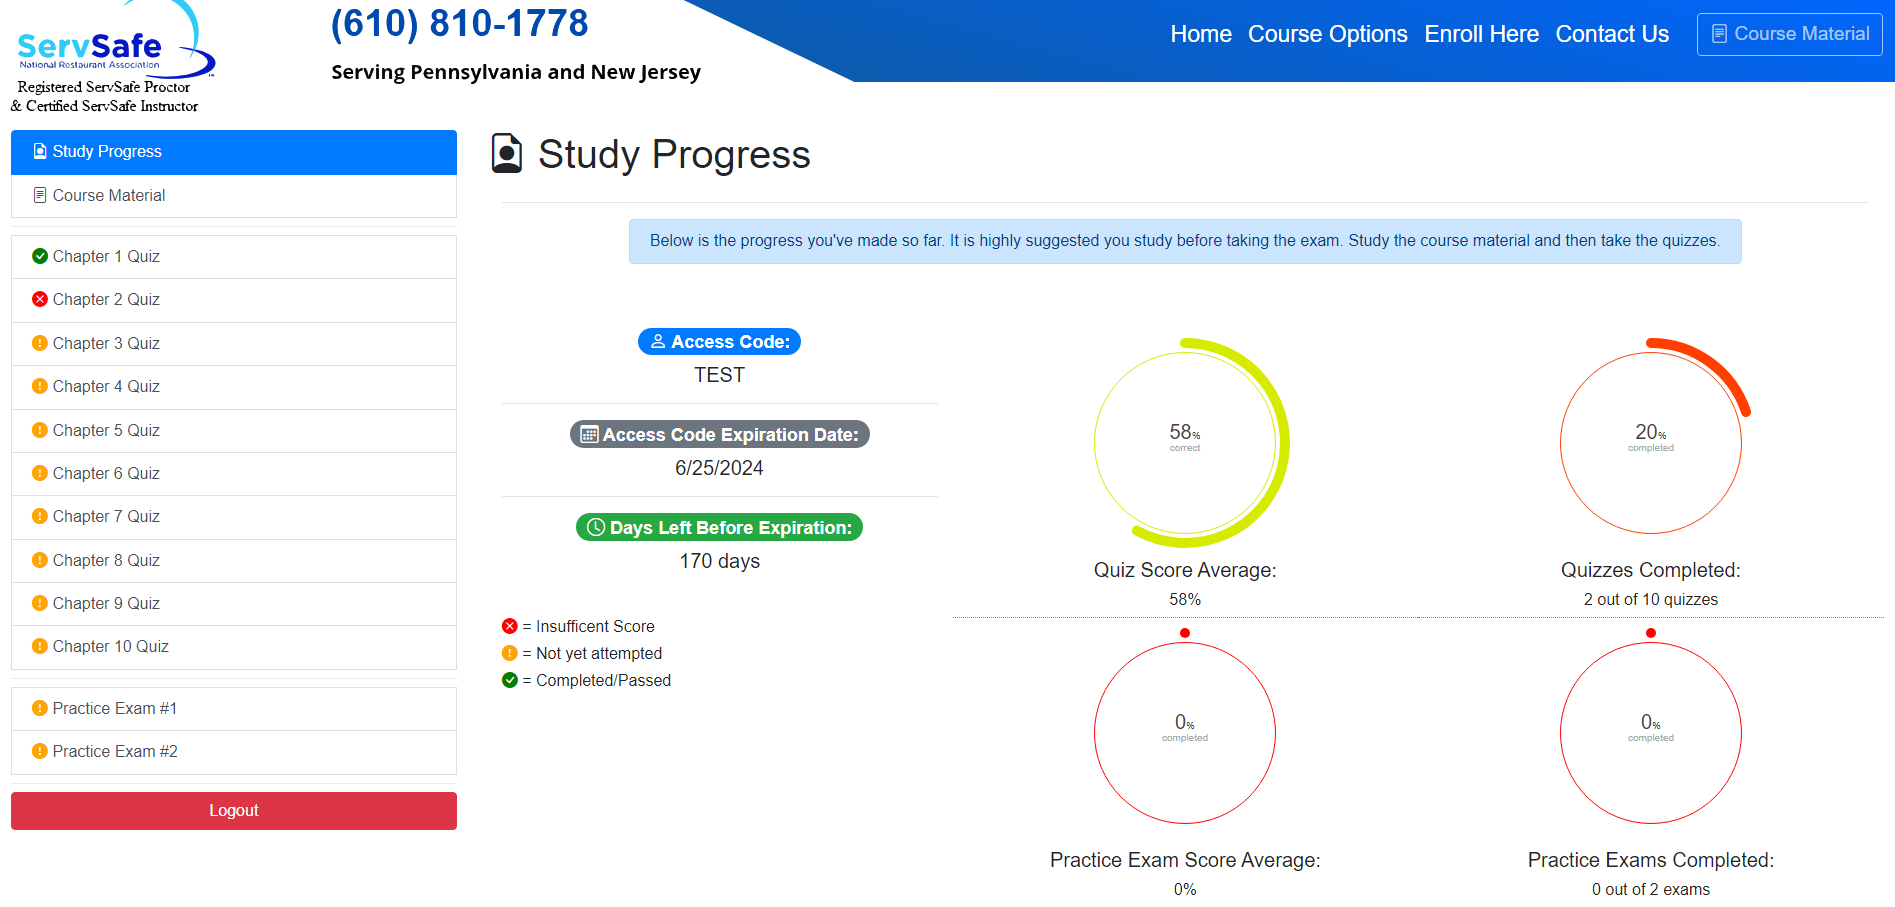 ServSafe
National Restaurant Association
Registered ServSafe Proctor
& Certified ServSafe Instructor
(610) 810-1778
Serving Pennsylvania and New Jersey
Home Course Options Enroll Here Contact Us Course Material
Study Progress
Course Material
Chapter 1 Quiz
Chapter 2 Quiz
Chapter 3 Quiz
Chapter 4 Quiz
Chapter 5 Quiz
Chapter 6 Quiz
Chapter 7 Quiz
Chapter 8 Quiz
Chapter 9 Quiz
Chapter 10 Quiz
Practice Exam #1
Practice Exam #2
Logout
Study Progress
Below is the progress you've made so far. It is highly suggested you study before taking the exam. Study the course material and then take the quizzes.
Access Code:
TEST
Access Code Expiration Date:
6/25/2024
Days Left Before Expiration:
170 days
= Insufficent Score
= Not yet attempted
= Completed/Passed
58%
correct
Quiz Score Average:
58%
20%
completed
Quizzes Completed:
2 out of 10 quizzes
0%
completed
Practice Exam Score Average:
0%
0%
completed
Practice Exams Completed:
0 out of 2 exams